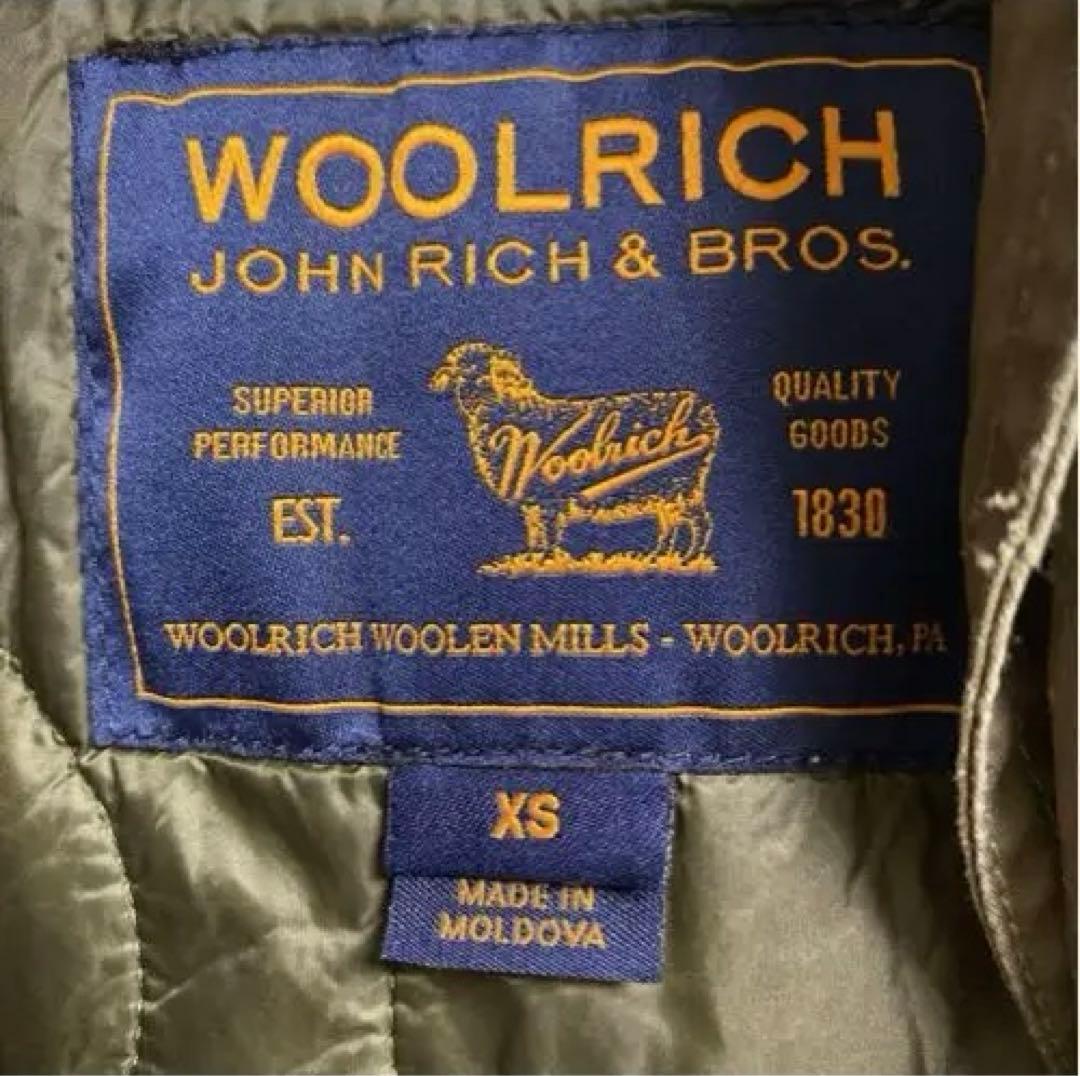 WOOLRICH
JOHN RICH & BROS.
SUPERIOR
PERFORMANCE
EST.
Woolrich
QUALITY
GOODS
1830
WOOLRICH WOOLEN MILLS - WOOLRICH, PA
XS
MADE IN
MOLDOVA